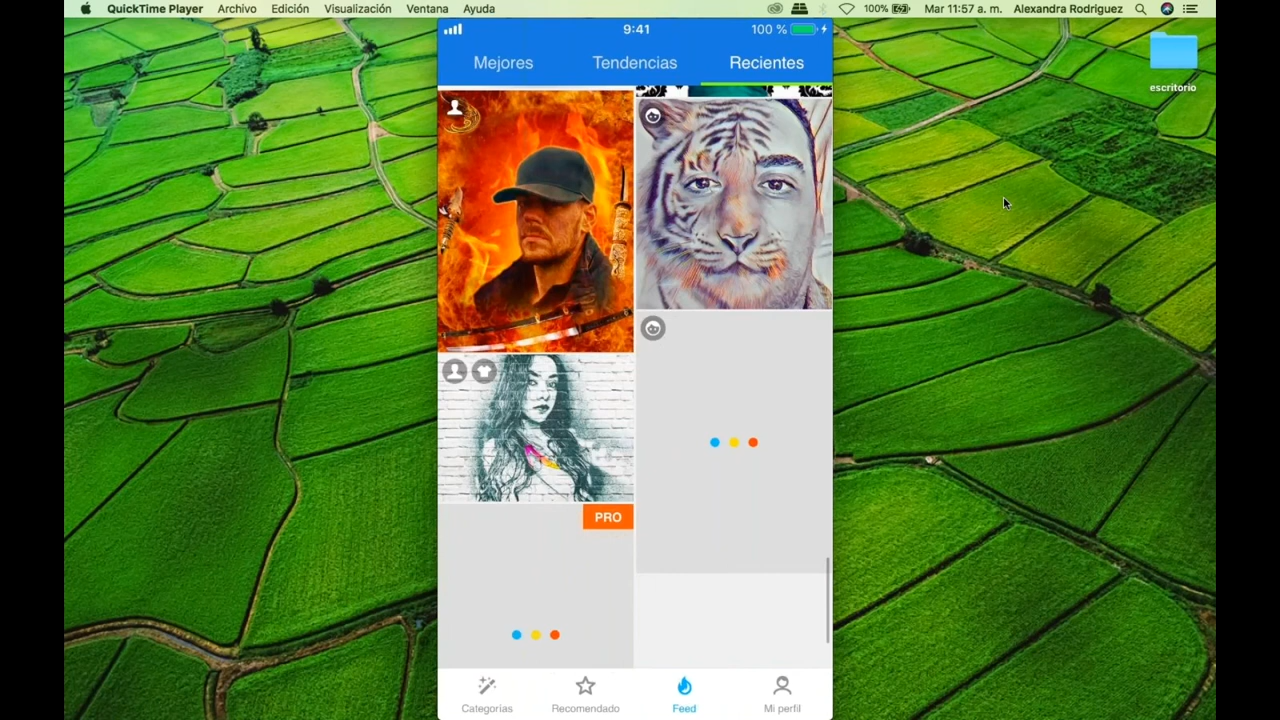 QuickTime Player Archivo Edición Visualización Ventana Ayuda 100% Mar 11:57 a. m. Alexandra Rodriguez
escritorio
9:41 100 %
Mejores Tendencias Recientes
PRO
Categorías Recomendado Feed Mi perfil